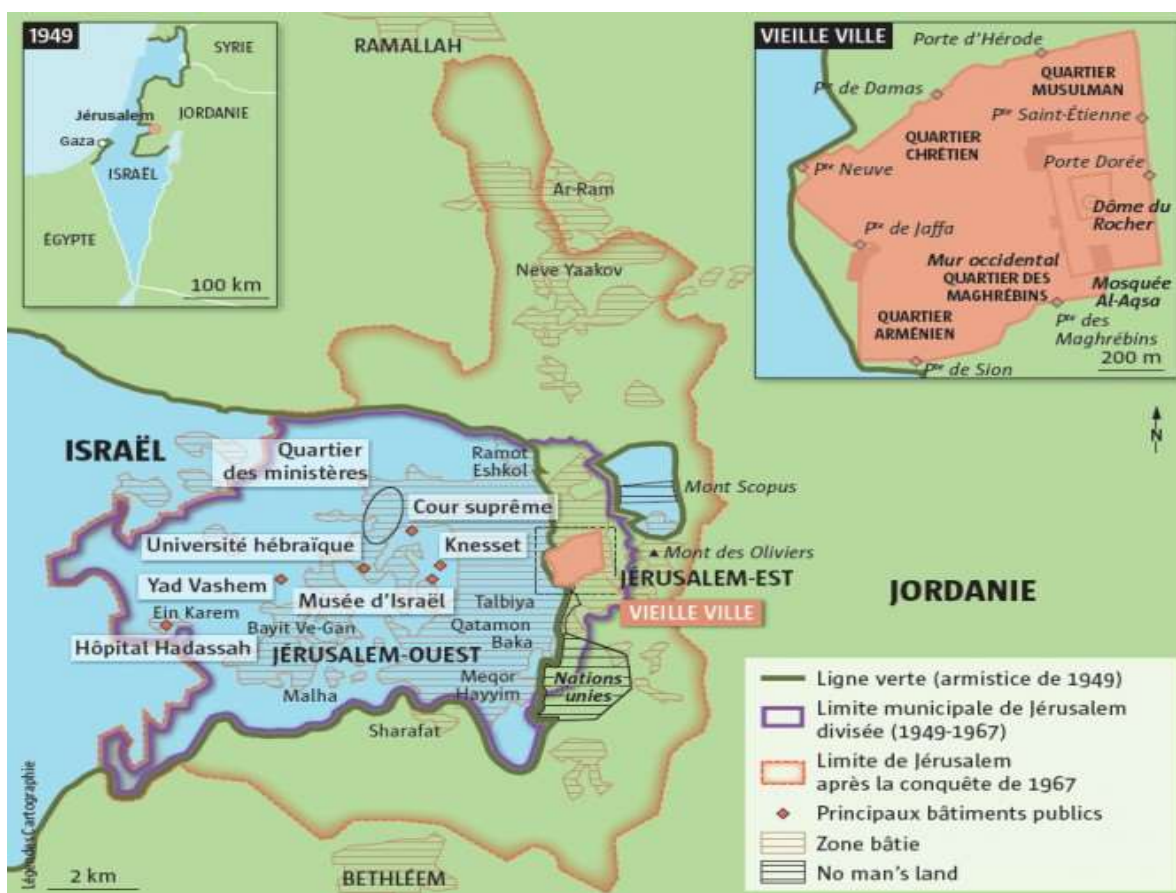 1949
SYRIE
Jérusalem
JORDANIE
Gaza
ISRAËL
ÉGYPTE
100 km
RAMALLAH
Ar-Ram
Neve Yaakov
VIEILLE VILLE
Porte d'Hérode
QUARTIER
MUSULMAN
Pte de Damas
Pte Saint-Étienne
QUARTIER
CHRÉTIEN
Pte Neuve
Porte Dorée
Dôme du
Rocher
Pte de Jaffa
Mur occidental
QUARTIER DES
MAGHRÉBINS
Mosquée
Al-Aqsa
QUARTIER
ARMÉNIEN
Pte des
Maghrébins
200 m
Pte de Sion
N
ISRAËL
Quartier
des ministères
Ramot
Eshkol
Mont Scopus
Cour suprême
Université hébraïque
Knesset
Mont des Oliviers
JÉRUSALEM-EST
Yad Vashem
Musée d'Israël
Talbiya
JORDANIE
VIEILLE VILLE
Ein Karem
Bayit Ve-Gan
Qatamon
Baka
Hôpital Hadassah
JÉRUSALEM-OUEST
Malha
Meqor
Hayyim
Nations
unies
Sharafat
BETHLÉEM
2 km
Légendes Cartographie
Ligne verte (armistice de 1949)
Limite municipale de Jérusalem
divisée (1949-1967)
Limite de Jérusalem
après la conquête de 1967
Principaux bâtiments publics
Zone bâtie
No man's land